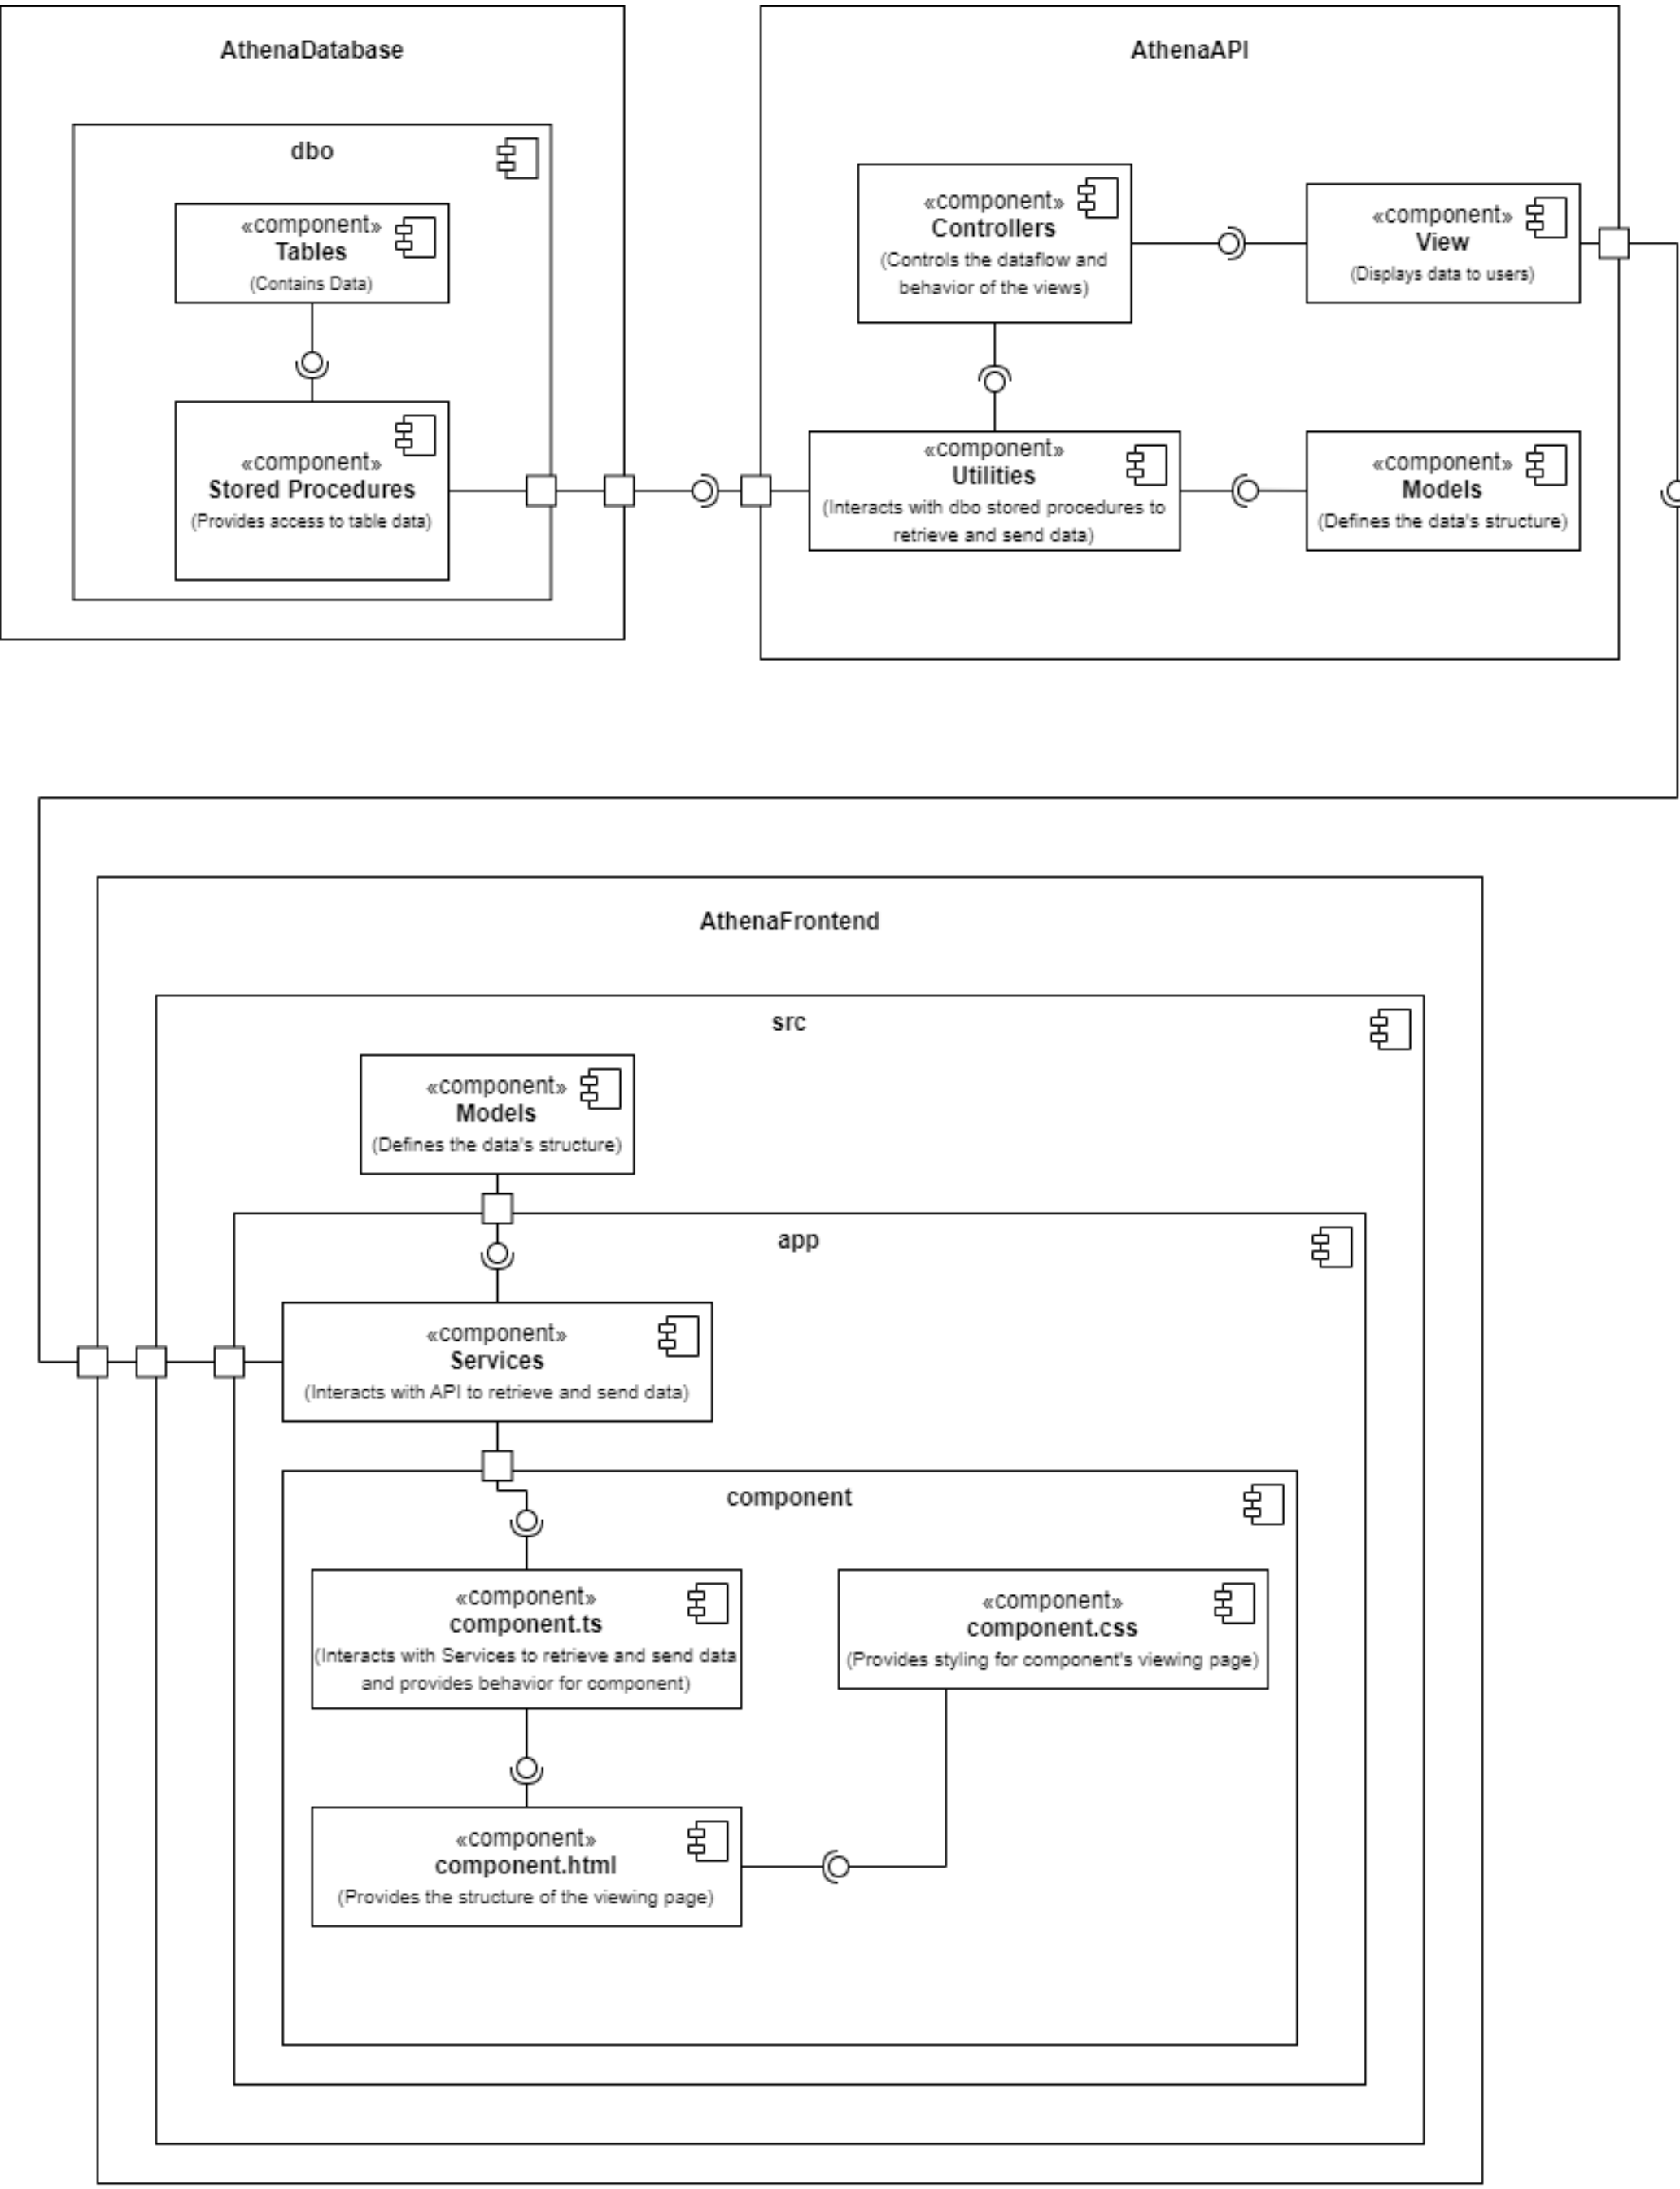 AthenaDatabase
dbo
«component»
Tables
(Contains Data)
«component»
Stored Procedures
(Provides access to table data)
AthenaAPI
«component»
Controllers
(Controls the dataflow and
behavior of the views)
«component»
View
(Displays data to users)
«component»
Utilities
(Interacts with dbo stored procedures to
retrieve and send data)
«component»
Models
(Defines the data's structure)
AthenaFrontend
src
«component»
Models
(Defines the data's structure)
app
«component»
Services
(Interacts with API to retrieve and send data)
component
«component»
component.ts
(Interacts with Services to retrieve and send data
and provides behavior for component)
«component»
component.css
(Provides styling for component's viewing page)
«component»
component.html
(Provides the structure of the viewing page)